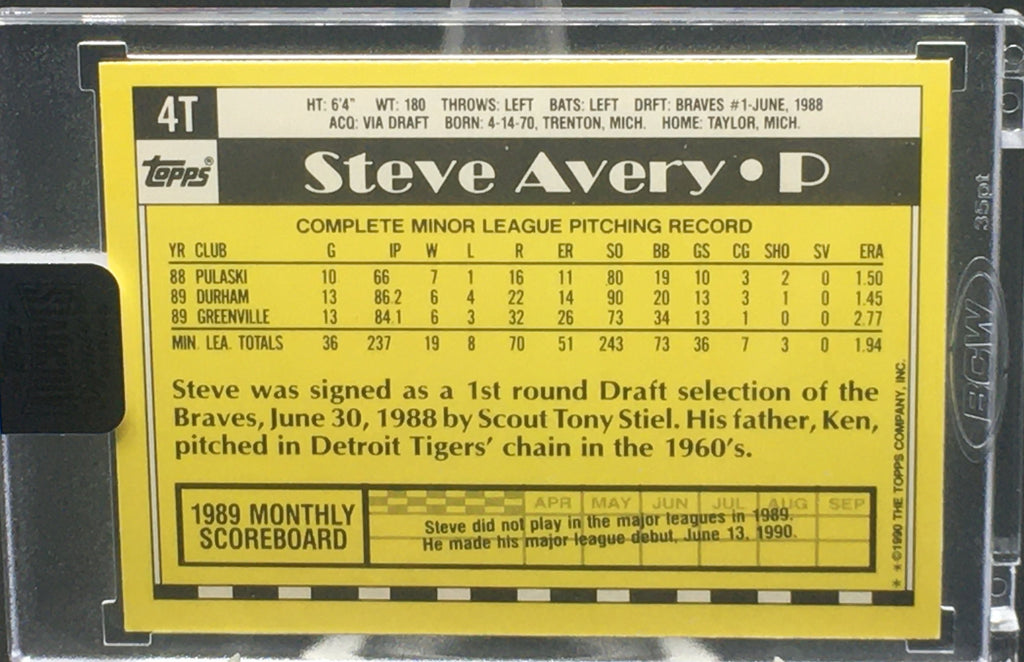 4T
HT: 6'4" WT: 180 THROWS: LEFT BATS: LEFT DRFT: BRAVES #1-JUNE, 1988
ACQ: VIA DRAFT BORN: 4-14-70, TRENTON, MICH. HOME: TAYLOR, MICH.
Topps®
Steve Avery • P
COMPLETE MINOR LEAGUE PITCHING RECORD
YR CLUB G IP W L R ER SO BB GS CG SHO SV ERA
88 PULASKI 10 66 7 1 16 11 80 19 10 3 2 0 1.50
89 DURHAM 13 86.2 6 4 22 14 90 20 13 3 1 0 1.45
89 GREENVILLE 13 84.1 6 3 32 26 73 34 13 1 0 0 2.77
MIN. LEA. TOTALS 36 237 19 8 70 51 243 73 36 7 3 0 1.94
Steve was signed as a 1st round Draft selection of the
Braves, June 30, 1988 by Scout Tony Stiel. His father, Ken,
pitched in Detroit Tigers' chain in the 1960's.
1989 MONTHLY
SCOREBOARD
APR MAY JUN JUL AUG SEP
Steve did not play in the major leagues in 1989.
He made his major league debut, June 13, 1990.
* *©1990 THE TOPPS COMPANY, INC.
35pt
BCW